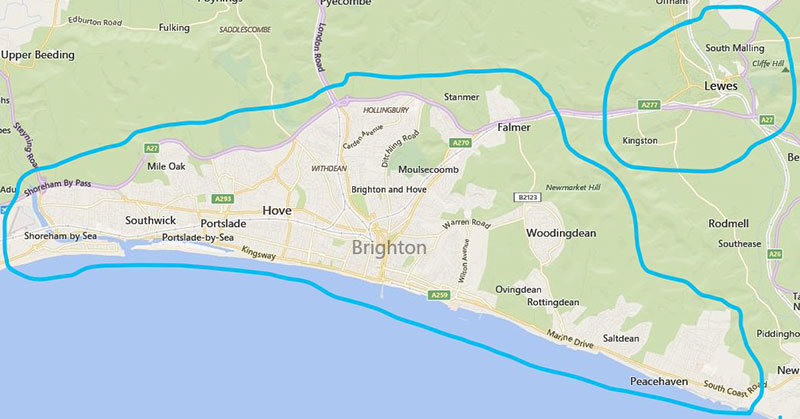 Offham
Pyecombe
Poynings
Edburton Road
Fulking
SADDLESCOMBE
London Road
South Malling
Upper Beeding
Cliffe Hill
Lewes
Stanmer
A277
HOLLINGBURY
A27
Steyning Road
Carden Avenue
Ditchling Road
A270
Falmer
Kingston
A27
Mile Oak
WITHDEAN
Moulsecoomb
Shoreham By Pass
Brighton and Hove
Newmarket Hill
A293
B2123
Hove
Southwick
Portslade
Warren Road
Rodmell
Shoreham by Sea
Portslade-by-Sea
Woodingdean
Southease
Kingsway
Brighton
Wilson Avenue
A26
Ovingdean
A259
Rottingdean
Marine Drive
Saltdean
Piddinghoe
Peacehaven
South Coast Road
New